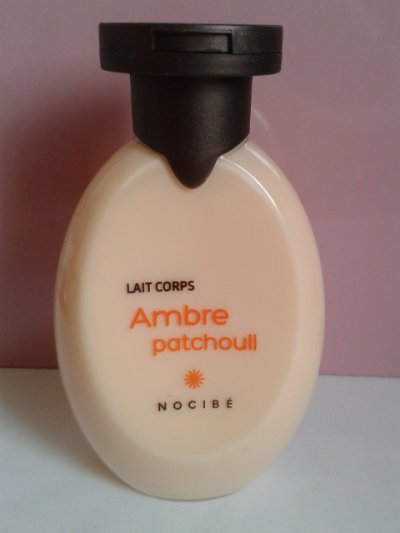 LAIT CORPS
Ambre
patchouli
NOCIBÉ